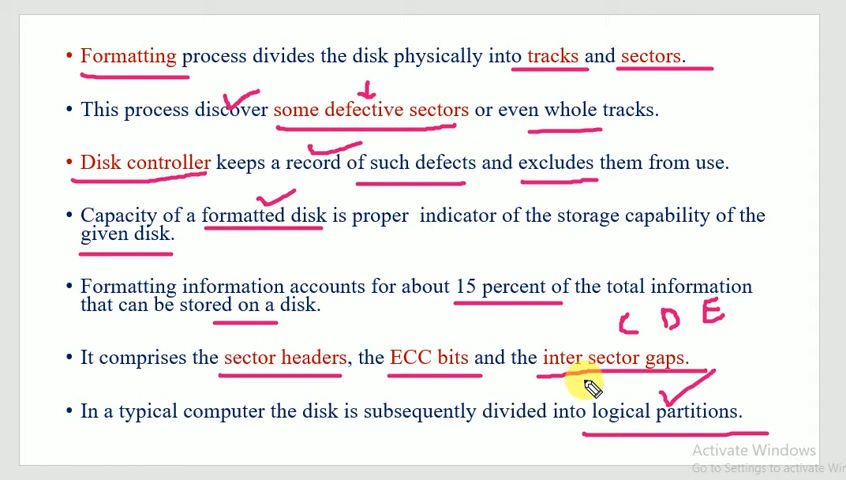 • Formatting process divides the disk physically into tracks and sectors.
• This process discover some defective sectors or even whole tracks.
• Disk controller keeps a record of such defects and excludes them from use.
• Capacity of a formatted disk is proper indicator of the storage capability of the
given disk.
• Formatting information accounts for about 15 percent of the total information
that can be stored on a disk.
C D E
• It comprises the sector headers, the ECC bits and the inter sector gaps.
• In a typical computer the disk is subsequently divided into logical partitions.
Activate Windows
Go to Settings to activate Wi